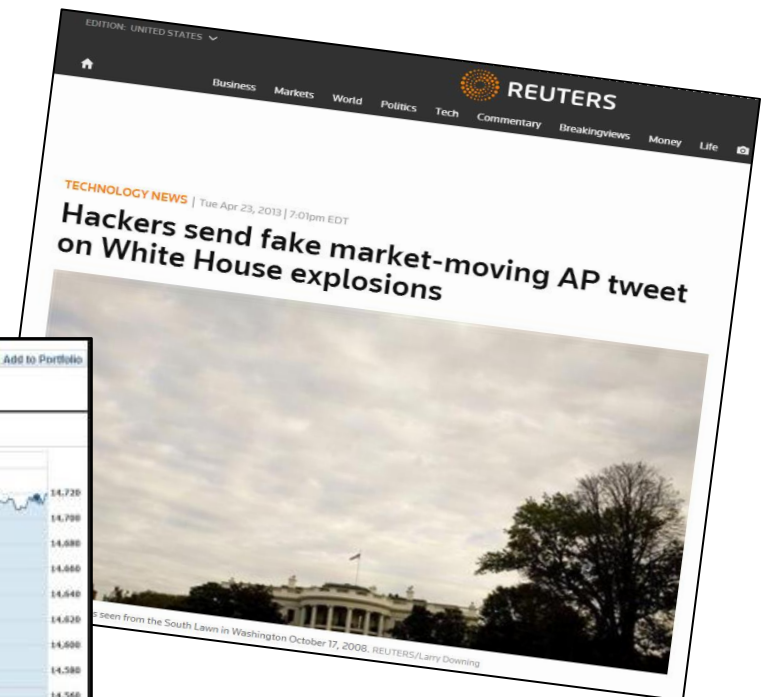 EDITION: UNITED STATES
REUTERS
Business Markets World Politics Tech Commentary Breakingviews Money Life
TECHNOLOGY NEWS | Tue Apr 23, 2013 | 7:01pm EDT
Hackers send fake market-moving AP tweet
on White House explosions
s seen from the South Lawn in Washington October 17, 2008. REUTERS/Larry Downing
Add to Portfolio
14,720
14,700
14,680
14,660
14,640
14,620
14,600
14,580
14,560